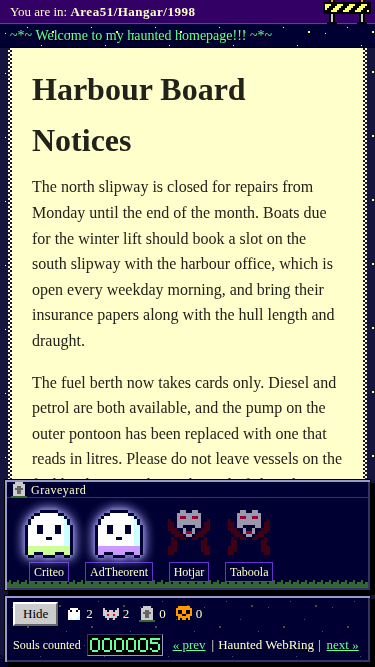 You are in: Area51/Hangar/1998
~*~ Welcome to my haunted homepage!!! ~*~
Harbour Board
Notices
The north slipway is closed for repairs from
Monday until the end of the month. Boats due
for the winter lift should book a slot on the
south slipway with the harbour office, which is
open every weekday morning, and bring their
insurance papers along with the hull length and
draught.
The fuel berth now takes cards only. Diesel and
petrol are both available, and the pump on the
outer pontoon has been replaced with one that
reads in litres. Please do not leave vessels on the
Graveyard
Criteo AdTheorent Hotjar Taboola
Hide 2 2 0 0
Souls counted 000005 « prev | Haunted WebRing | next »